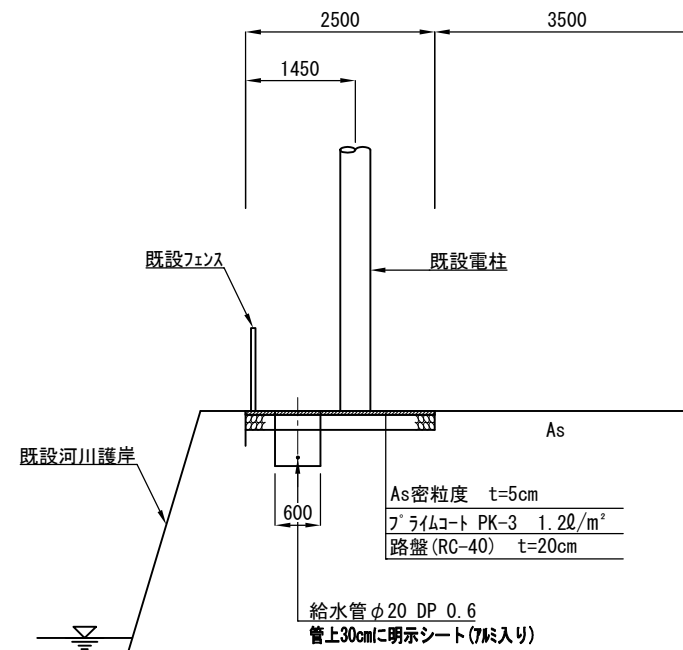 2500
3500
1450
既設フェンス
既設電柱
既設河川護岸
As
600
As密粒度 t=5cm
プライムコート PK-3 1.2ℓ/m²
路盤(RC-40) t=20cm
給水管φ20 DP 0.6
管上30cmに明示シート(アルミ入り)